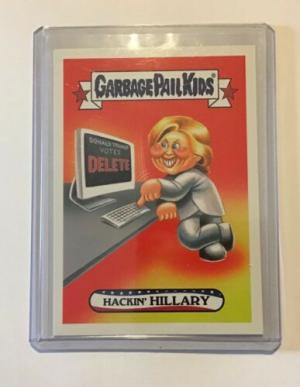 GARBAGE PAIL KIDS®
DONALD TRUMP
VOTES
DELETE
HACKIN' HILLARY